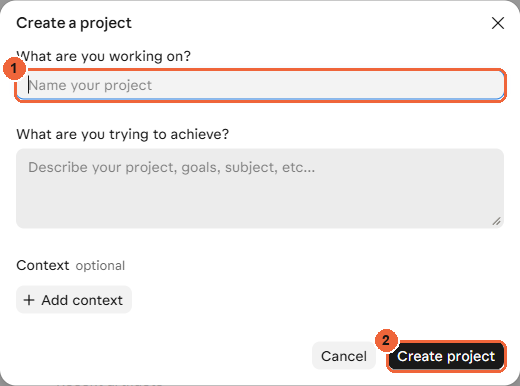 Create a project
What are you working on?
1
Name your project
What are you trying to achieve?
Describe your project, goals, subject, etc...
Context optional
+ Add context
2
Cancel
Create project